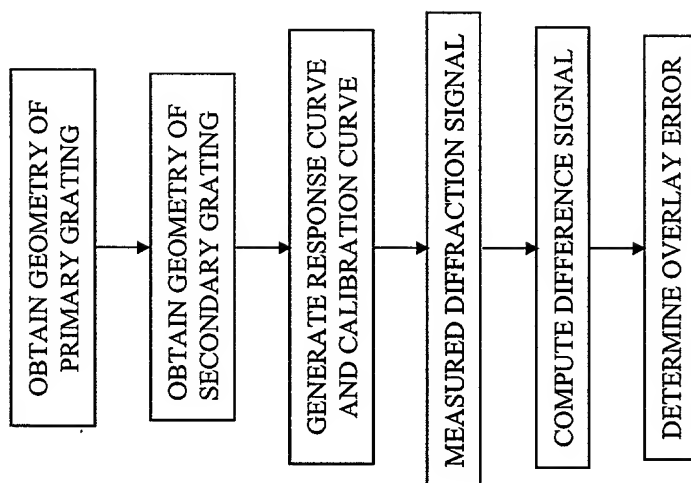 OBTAIN GEOMETRY OF
PRIMARY GRATING
OBTAIN GEOMETRY OF
SECONDARY GRATING
GENERATE RESPONSE CURVE
AND CALIBRATION CURVE
MEASURED DIFFRACTION SIGNAL
COMPUTE DIFFERENCE SIGNAL
DETERMINE OVERLAY ERROR